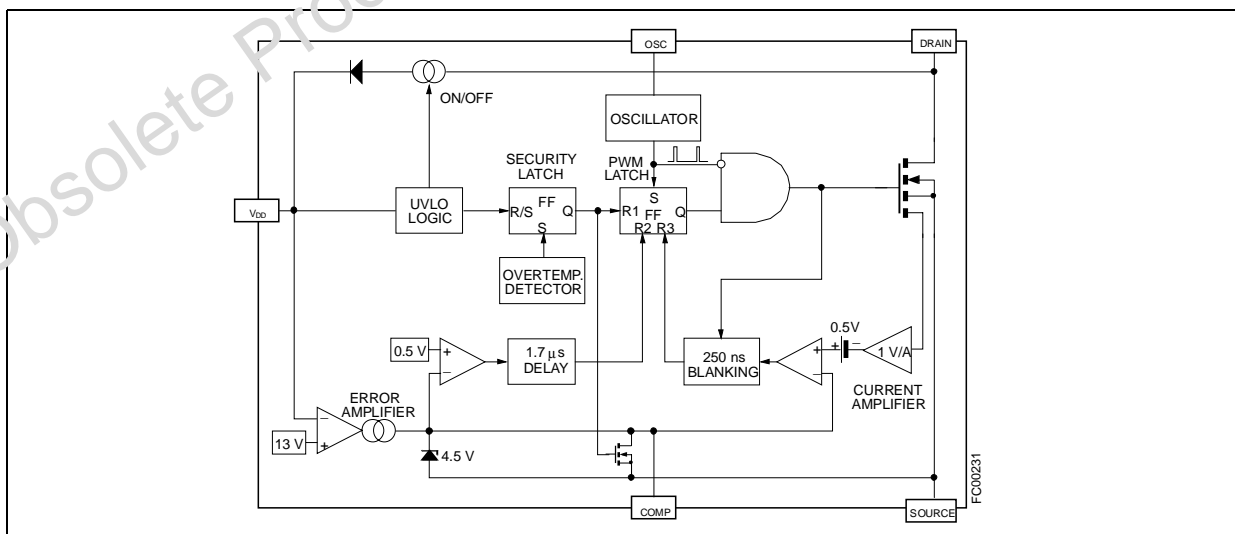 Obsolete Prod
OSC
DRAIN
ON/OFF
OSCILLATOR
SECURITY
LATCH
PWM
LATCH
VDD
UVLO
LOGIC
R/S
FF
Q
S
R1
S
FF
Q
R2 R3
OVERTEMP.
DETECTOR
0.5 V
+
−
1.7 μs
DELAY
250 ns
BLANKING
+
−
0.5V
+
−
1 V/A
CURRENT
AMPLIFIER
ERROR
AMPLIFIER
13 V
−
+
4.5 V
COMP
SOURCE
FC00231